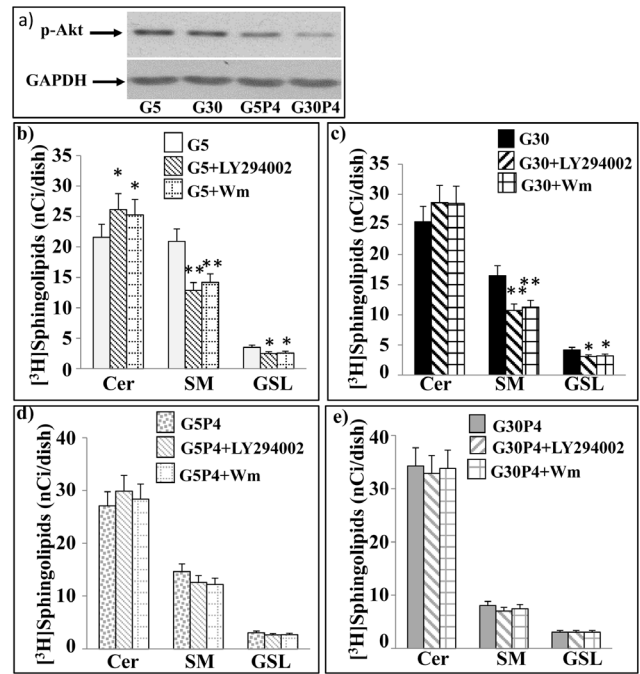 a)
p-Akt
GAPDH
G5 G30 G5P4 G30P4
b)
G5
G5+LY294002
G5+Wm
[³H]Sphingolipids (nCi/dish)
35
30
25
20
15
10
5
0
* *
** **
* *
Cer SM GSL
c)
G30
G30+LY294002
G30+Wm
[³H]Sphingolipids (nCi/dish)
35
30
25
20
15
10
5
0
** **
* *
Cer SM GSL
d)
G5P4
G5P4+LY294002
G5P4+Wm
[³H]Sphingolipids (nCi/dish)
40
30
20
10
0
Cer SM GSL
e)
G30P4
G30P4+LY294002
G30P4+Wm
[³H]Sphingolipids (nCi/dish)
40
30
20
10
0
Cer SM GSL